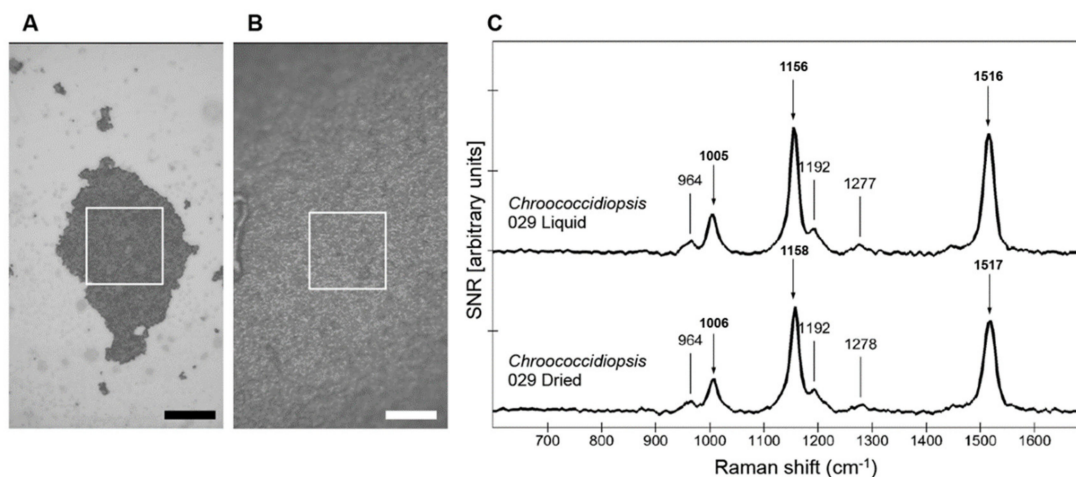 A
B
C
SNR [arbitrary units]
1156
1516
1192
1005
964
1277
Chroococcidiopsis
029 Liquid
1158
1517
1192
1006
964
1278
Chroococcidiopsis
029 Dried
700 800 900 1000 1100 1200 1300 1400 1500 1600
Raman shift (cm⁻¹)